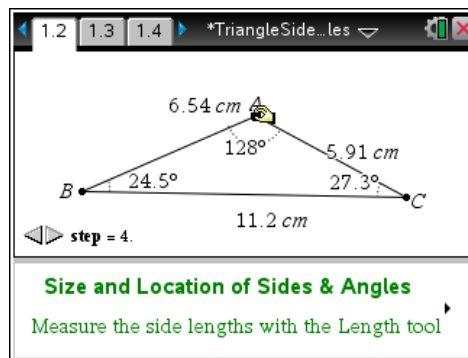 1.2 1.3 1.4 *TriangleSide…les
6.54 cm A
128°
5.91 cm
B 24.5° 27.3° C
11.2 cm
step = 4.
Size and Location of Sides & Angles
Measure the side lengths with the Length tool